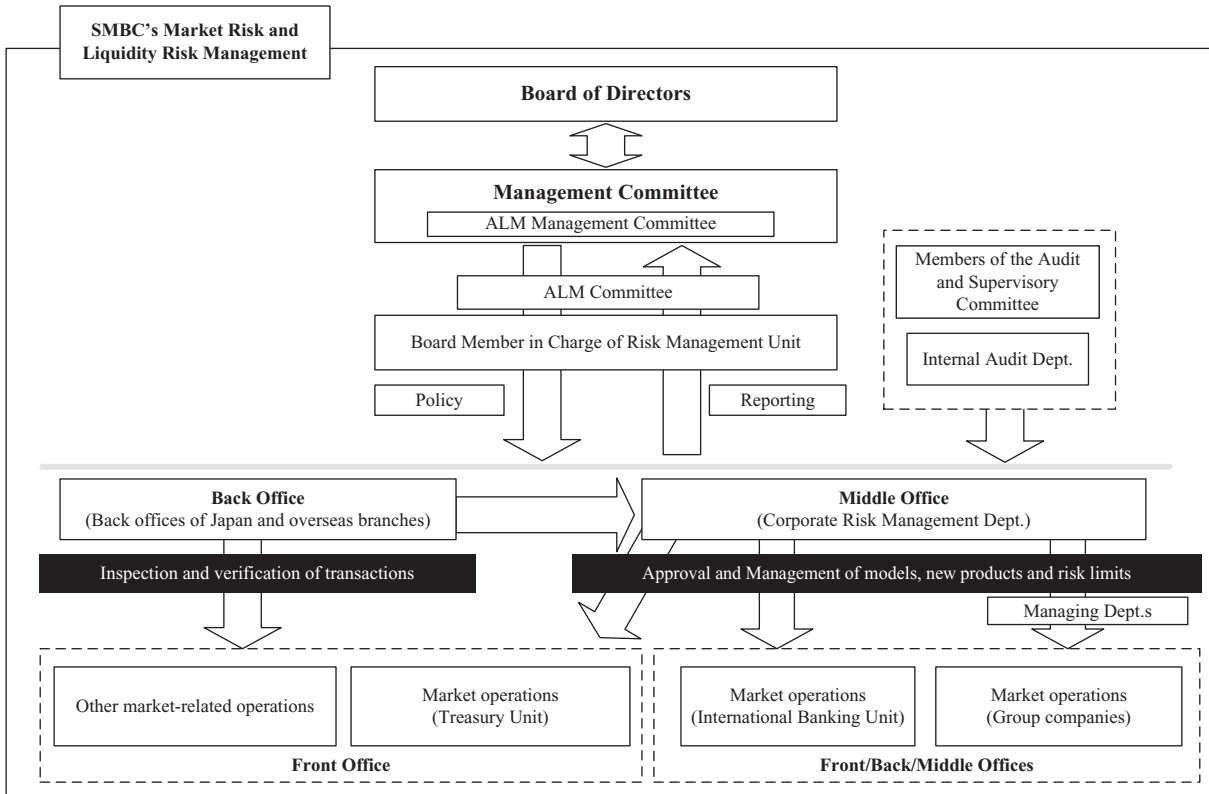 SMBC's Market Risk and
Liquidity Risk Management
Board of Directors
Management Committee
ALM Management Committee
Members of the Audit
and Supervisory
Committee
ALM Committee
Board Member in Charge of Risk Management Unit
Internal Audit Dept.
Policy
Reporting
Back Office
(Back offices of Japan and overseas branches)
Middle Office
(Corporate Risk Management Dept.)
Inspection and verification of transactions
Approval and Management of models, new products and risk limits
Managing Dept.s
Other market-related operations
Market operations
(Treasury Unit)
Front Office
Market operations
(International Banking Unit)
Market operations
(Group companies)
Front/Back/Middle Offices